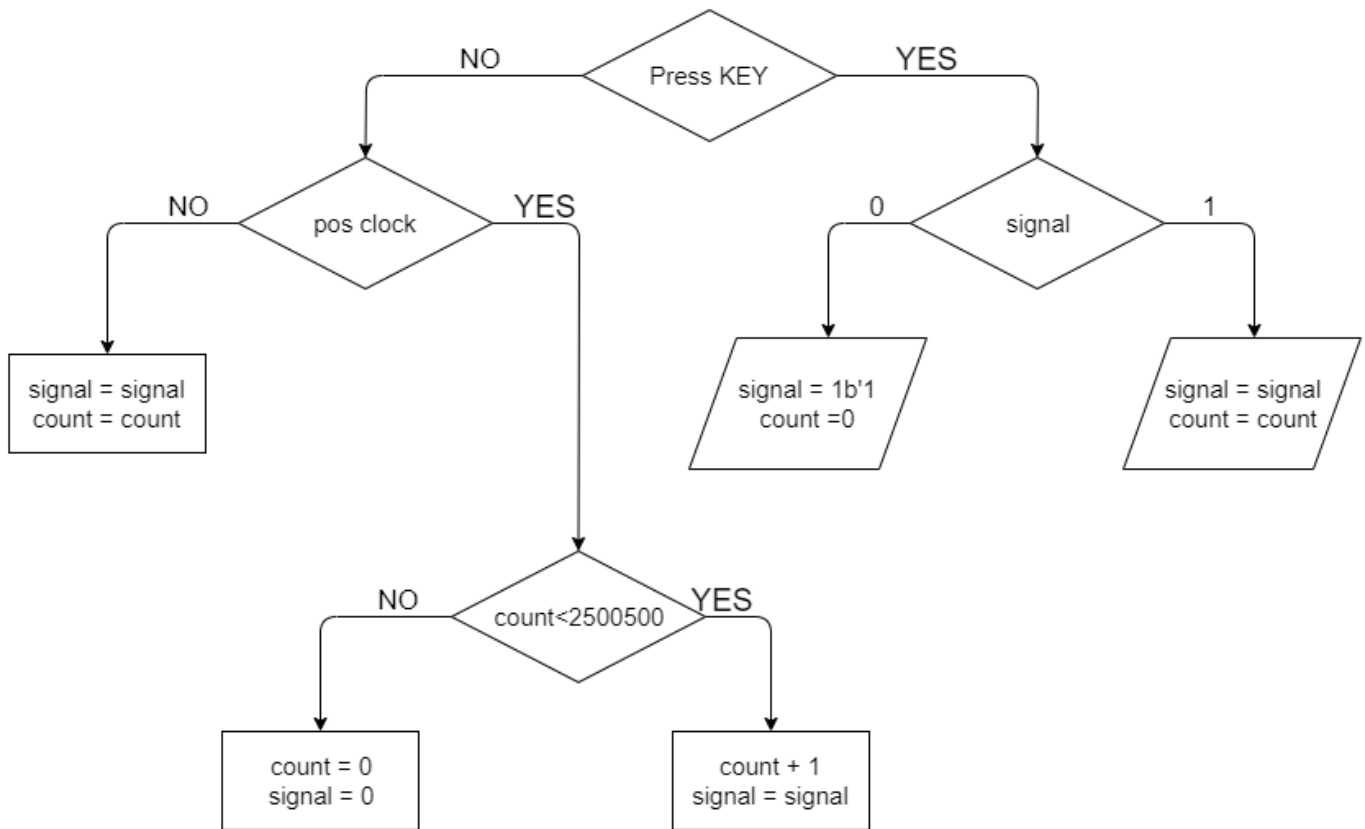 NO
Press KEY
YES
NO
pos clock
YES
0
signal
1
signal = signal
count = count
signal = 1b'1
count =0
signal = signal
count = count
NO
count<2500500
YES
count = 0
signal = 0
count + 1
signal = signal